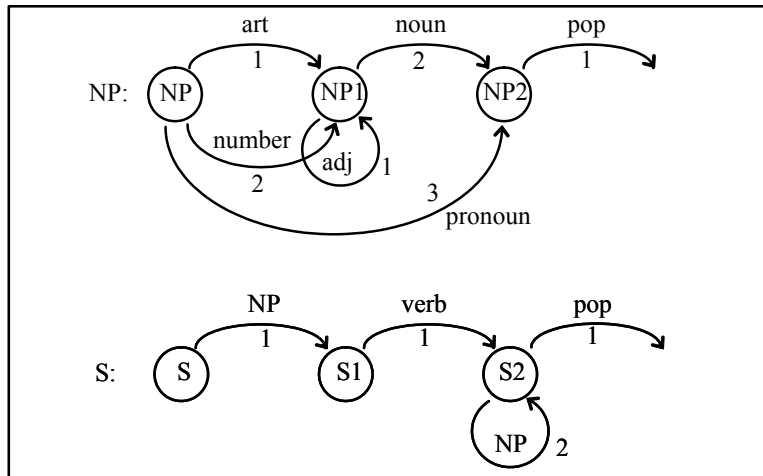 art noun pop
1 2 1
NP: NP NP1 NP2
number
adj 1
2
3
pronoun
NP verb pop
1 1 1
S: S S1 S2
NP 2